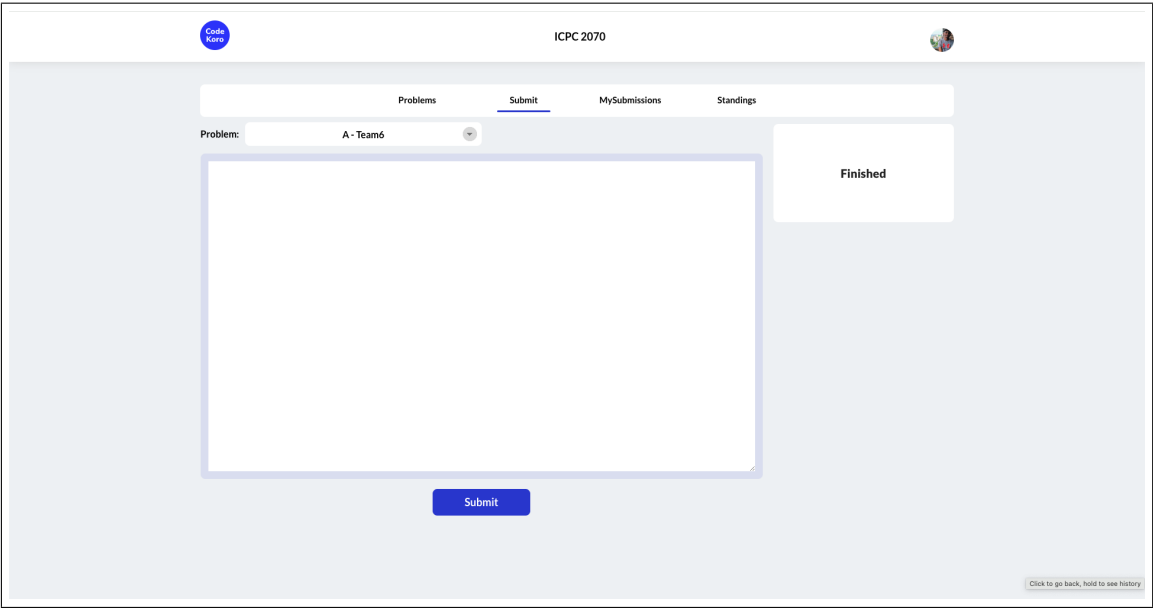 Code
Koro
ICPC 2070
Problems Submit MySubmissions Standings
Problem: A - Team6
Finished
Submit
Click to go back, hold to see history